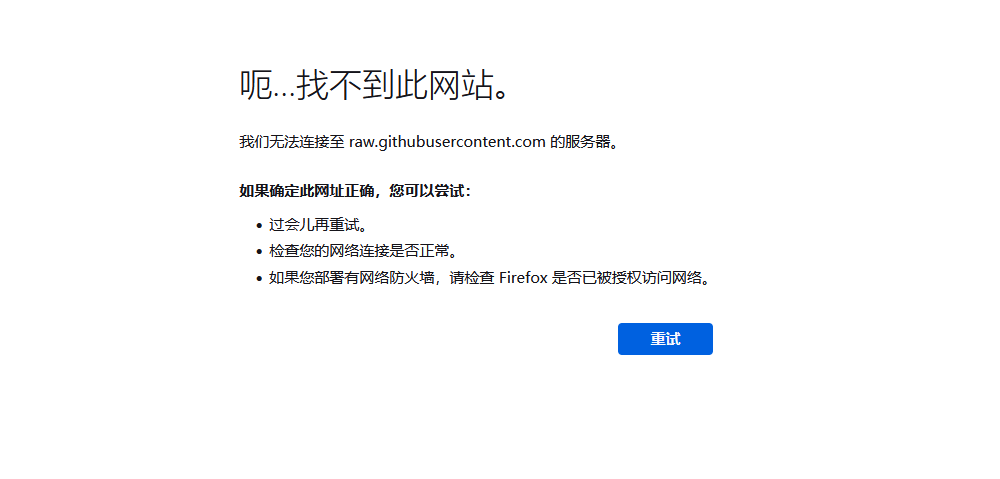 呃...找不到此网站。
我们无法连接至 raw.githubusercontent.com 的服务器。
如果确定此网址正确，您可以尝试：
• 过会儿再重试。
• 检查您的网络连接是否正常。
• 如果您部署有网络防火墙，请检查 Firefox 是否已被授权访问网络。
重试